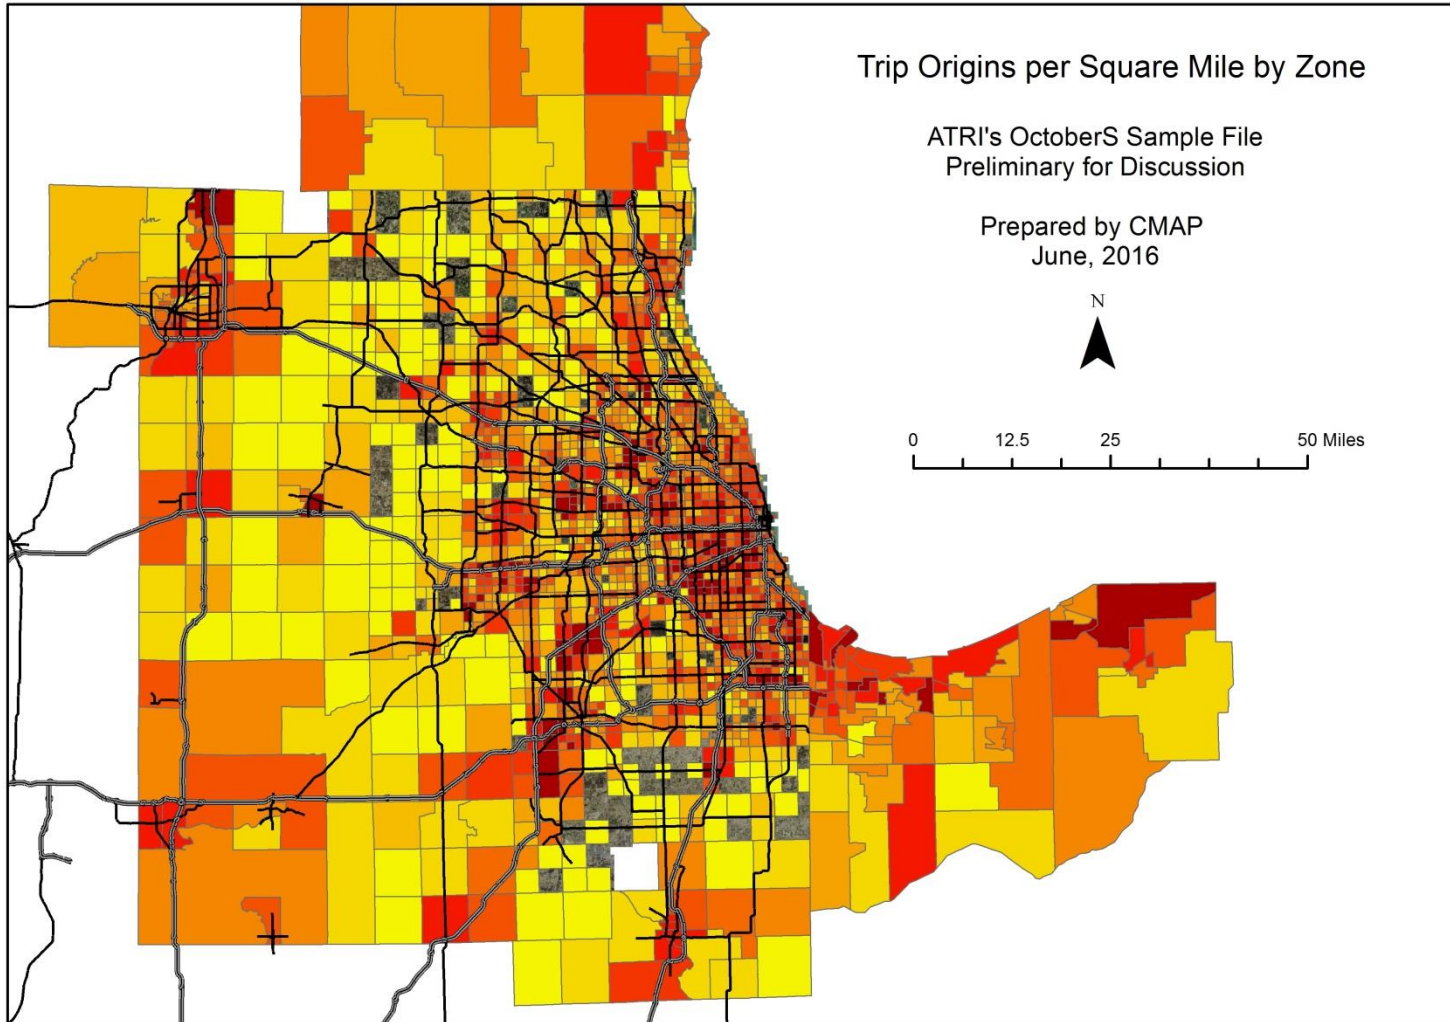 Trip Origins per Square Mile by Zone
ATRI's OctoberS Sample File
Preliminary for Discussion
Prepared by CMAP
June, 2016
N
0 12.5 25 50 Miles